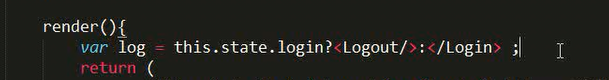 render(){
var log = this.state.login?<Logout/>:</Login> ;
return (